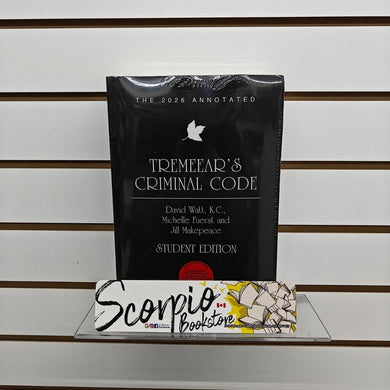 THE 2026 ANNOTATED
TREMEEAR'S
CRIMINAL CODE
David Watt, K.C.,
Michelle Fuerst and
Jill Makepeace
STUDENT EDITION
Scorpio
Bookstore